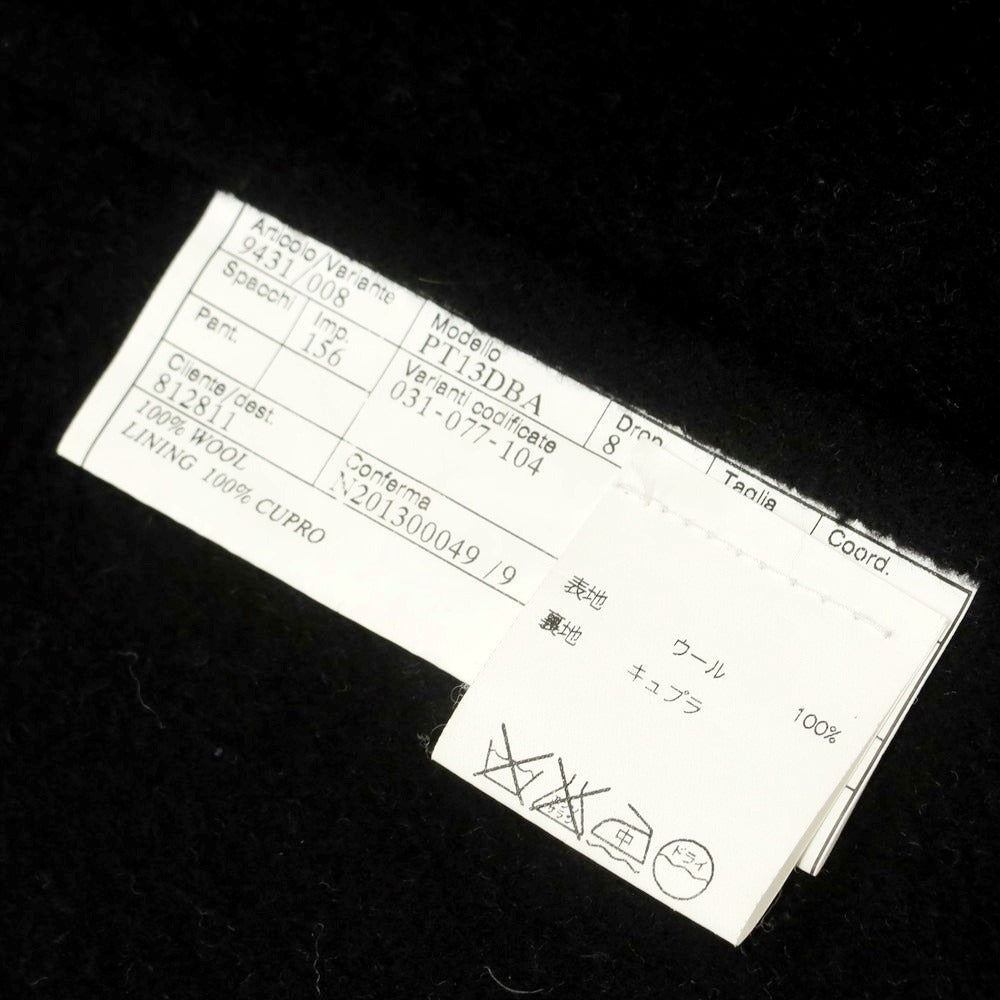 Articolo/Variante
9431/008
Spacchi
Imp.
156
Pant.
Cliente/dest.
812811
100% WOOL
LINING 100% CUPRO
Modello
PT13DBA
Varianti codificate
031-077-104
Conferma
N201300049 /9
Drop
8
Taglia
Coord.
表地
裏地
ウール
キュプラ
100%
中
ドライ